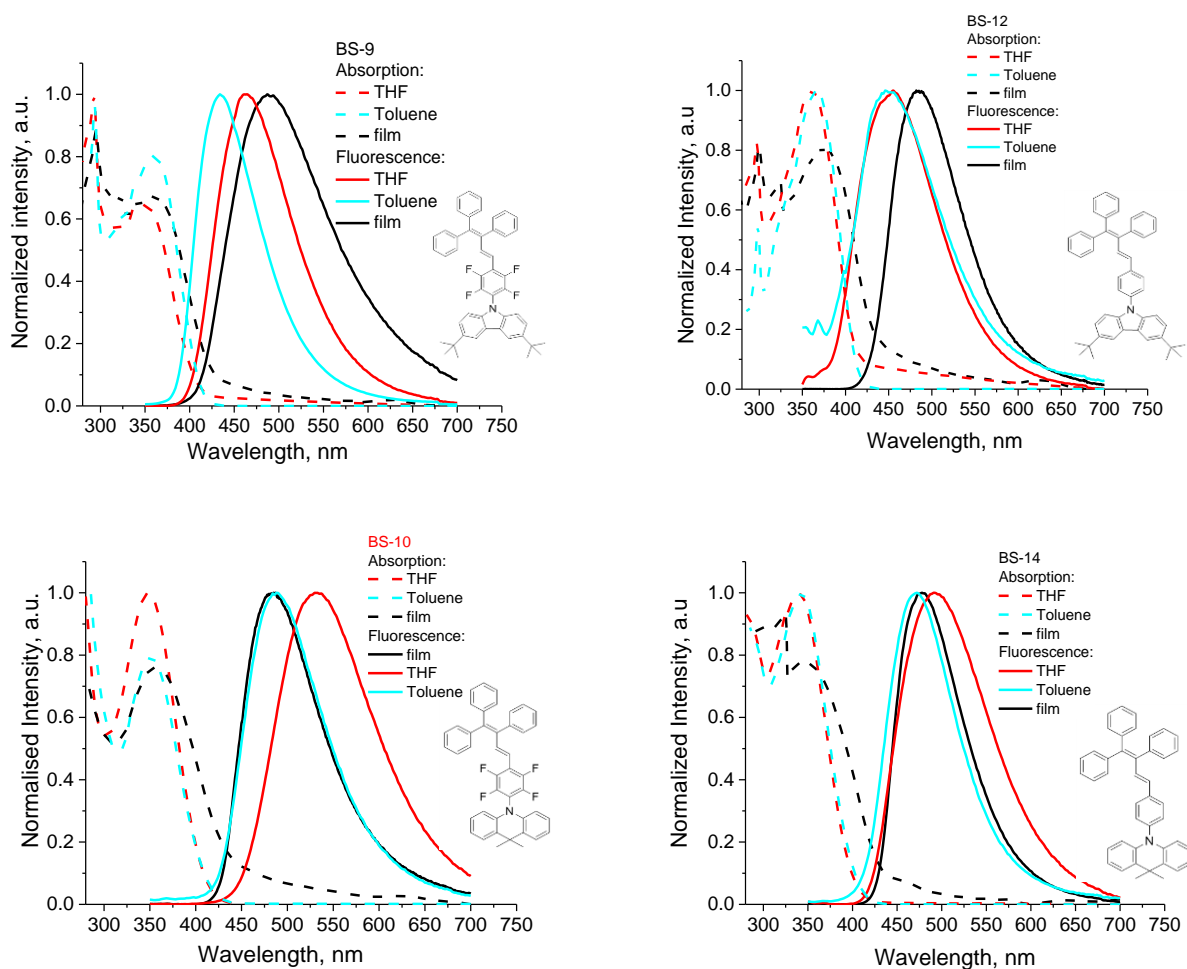 BS-9
Absorption:
THF
Toluene
film
Fluorescence:
THF
Toluene
film
1.0
0.8
0.6
0.4
0.2
0.0
Normalized intensity, a.u.
300 350 400 450 500 550 600 650 700 750
Wavelength, nm
F F
F F
N
BS-12
Absorption:
THF
Toluene
film
Fluorescence:
THF
Toluene
film
1.0
0.8
0.6
0.4
0.2
0.0
Normalized Intensity, a.u
300 350 400 450 500 550 600 650 700 750
Wavelength, nm
N
BS-10
Absorption:
THF
Toluene
film
Fluorescence:
film
THF
Toluene
1.0
0.8
0.6
0.4
0.2
0.0
Normalised Intensity, a.u.
300 350 400 450 500 550 600 650 700 750
Wavelength, nm
F F
F F
N
BS-14
Absorption:
THF
Toluene
film
Fluorescence:
THF
Toluene
film
1.0
0.8
0.6
0.4
0.2
0.0
Normalized Intensity, a.u.
300 350 400 450 500 550 600 650 700 750
Wavelength, nm
N